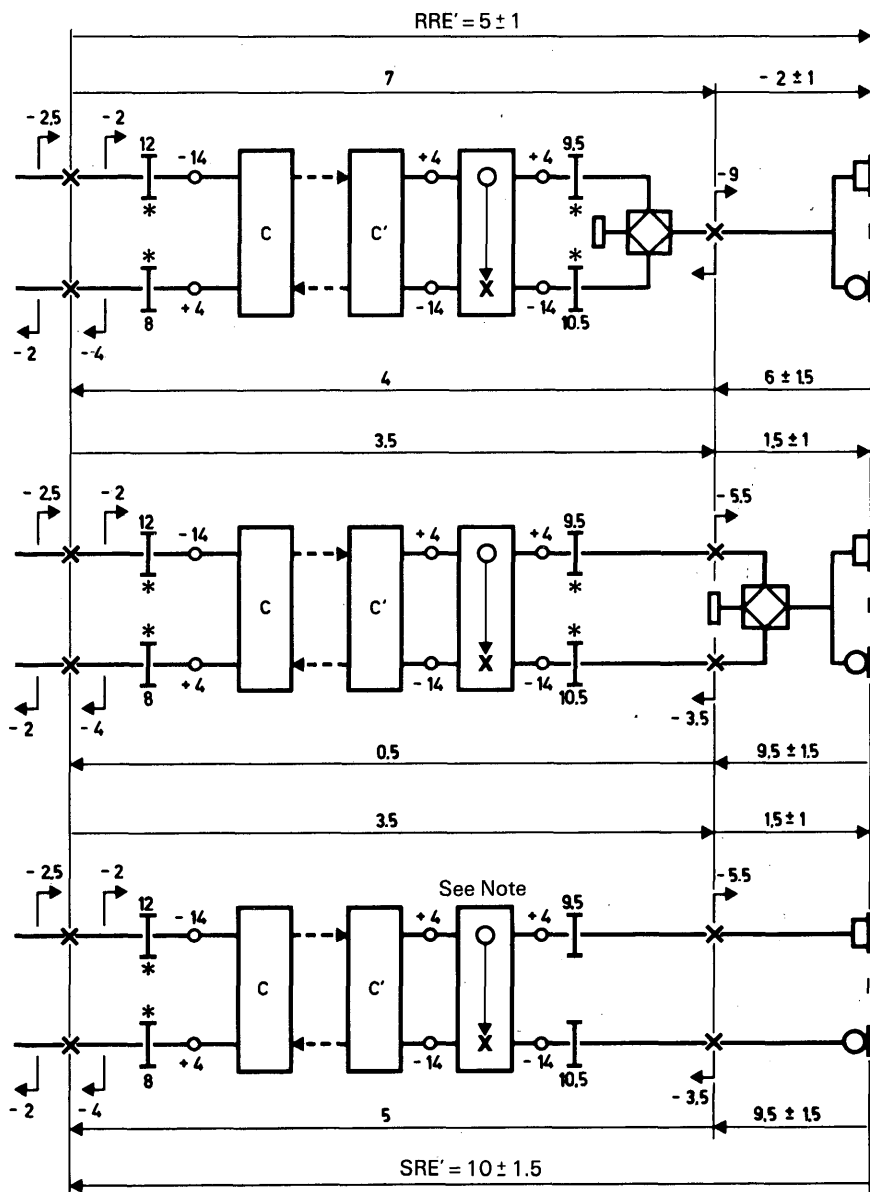 RRE' = 5 ± 1
7 - 2 ± 1
- 2,5 - 2 12 - 14 + 4 + 4 9,5 - 9
* *
C C'
* *
X
8 + 4 - 14 - 14 10.5
- 2 - 4
4 6 ± 1.5
3.5 1,5 ± 1
- 2,5 - 2 12 - 14 + 4 + 4 9,5 - 5.5
* *
C C'
* *
X
8 + 4 - 14 - 14 10.5
- 2 - 4 - 3.5
0.5 9,5 ± 1.5
3.5 1,5 ± 1
See Note
- 2,5 - 2 12 - 14 + 4 + 4 9,5 - 5.5
*
C C'
*
X
8 + 4 - 14 - 14 10,5
- 2 - 4 - 3,5
5 9,5 ± 1,5
SRE' = 10 ± 1.5